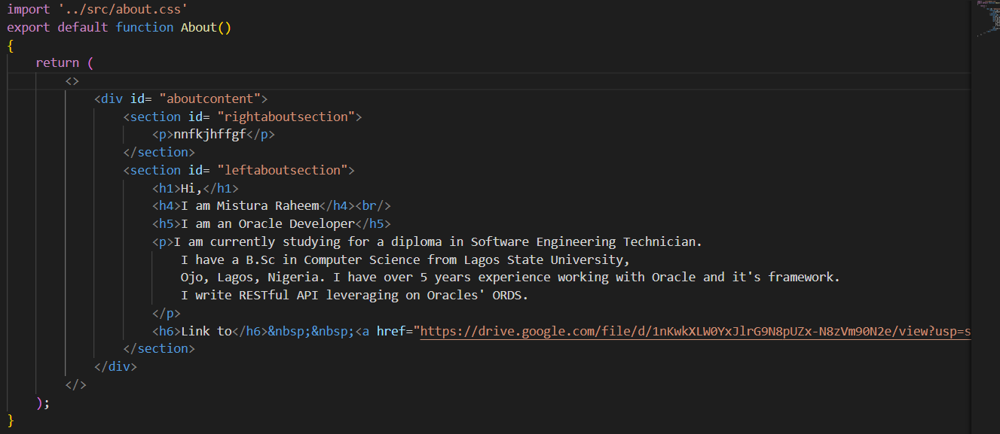 import '../src/about.css'
export default function About()
{
    return (
        <>
            <div id= "aboutcontent">
                <section id= "rightaboutsection">
                    <p>nnfkjhffgf</p>
                </section>
                <section id= "leftaboutsection">
                    <h1>Hi,</h1>
                    <h4>I am Mistura Raheem</h4><br/>
                    <h5>I am an Oracle Developer</h5>
                    <p>I am currently studying for a diploma in Software Engineering Technician.
                        I have a B.Sc in Computer Science from Lagos State University,
                        Ojo, Lagos, Nigeria. I have over 5 years experience working with Oracle and it's framework.
                        I write RESTful API leveraging on Oracles' ORDS.
                    </p>
                    <h6>Link to</h6>&nbsp;&nbsp;<a href="https://drive.google.com/file/d/1nKwkXLW0YxJlrG9N8pUZx-N8zVm90N2e/view?usp=s
                </section>
            </div>
        </>
    );
}